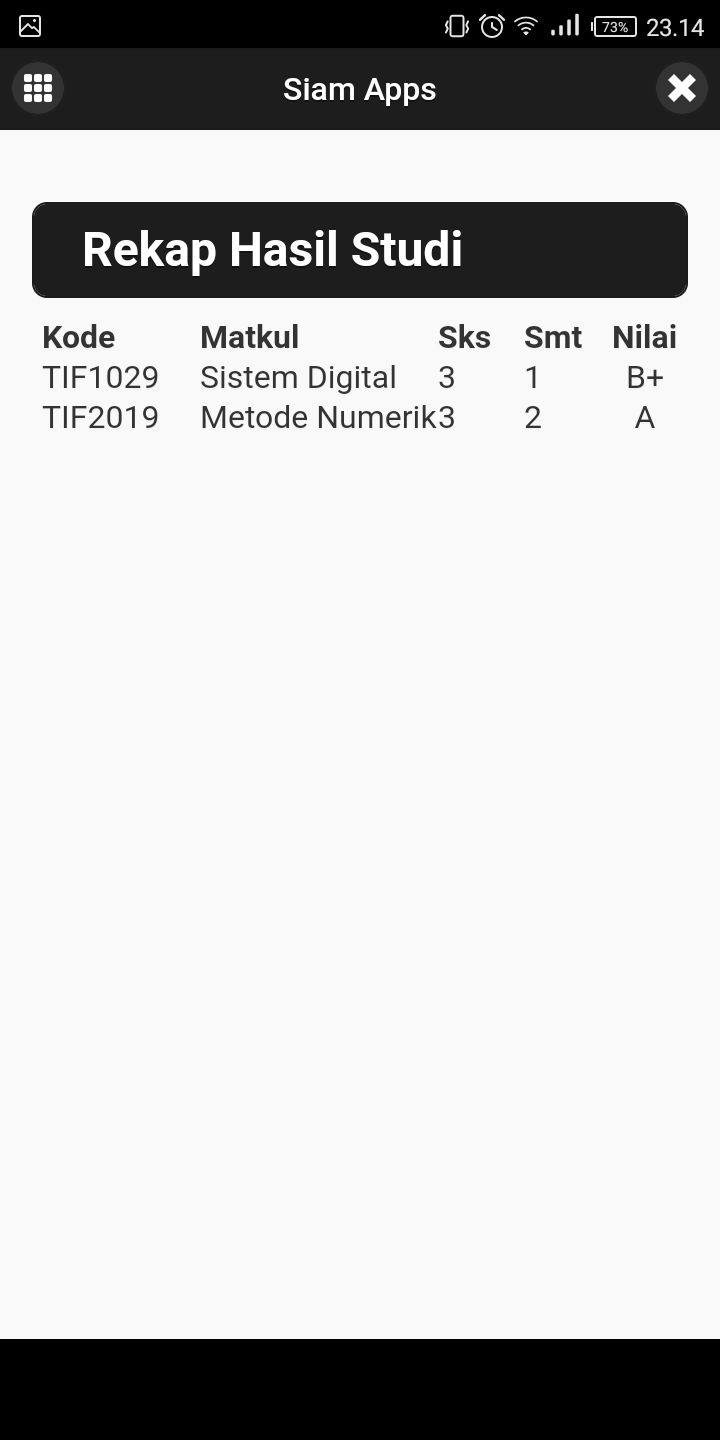 73% 23.14
Siam Apps
Rekap Hasil Studi
Kode Matkul Sks Smt Nilai
TIF1029 Sistem Digital 3 1 B+
TIF2019 Metode Numerik 3 2 A